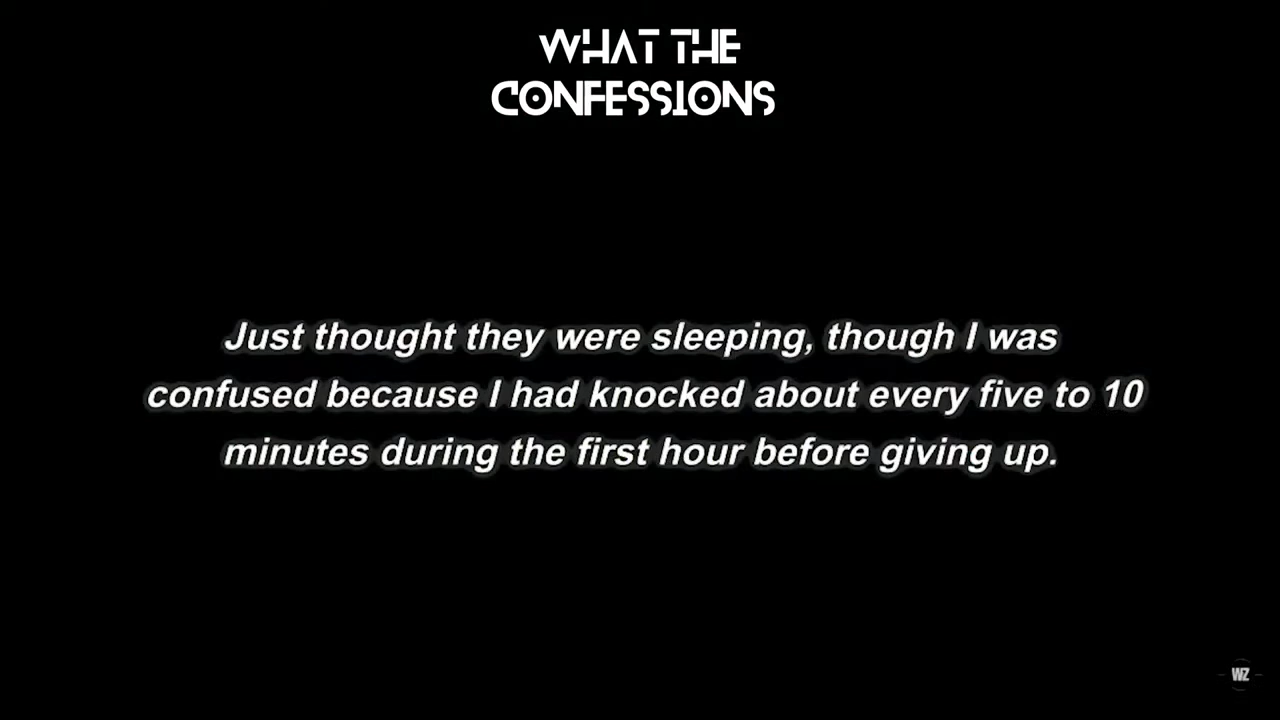 WHAT THE
CONFESSIONS
Just thought they were sleeping, though I was
confused because I had knocked about every five to 10
minutes during the first hour before giving up.
WZ